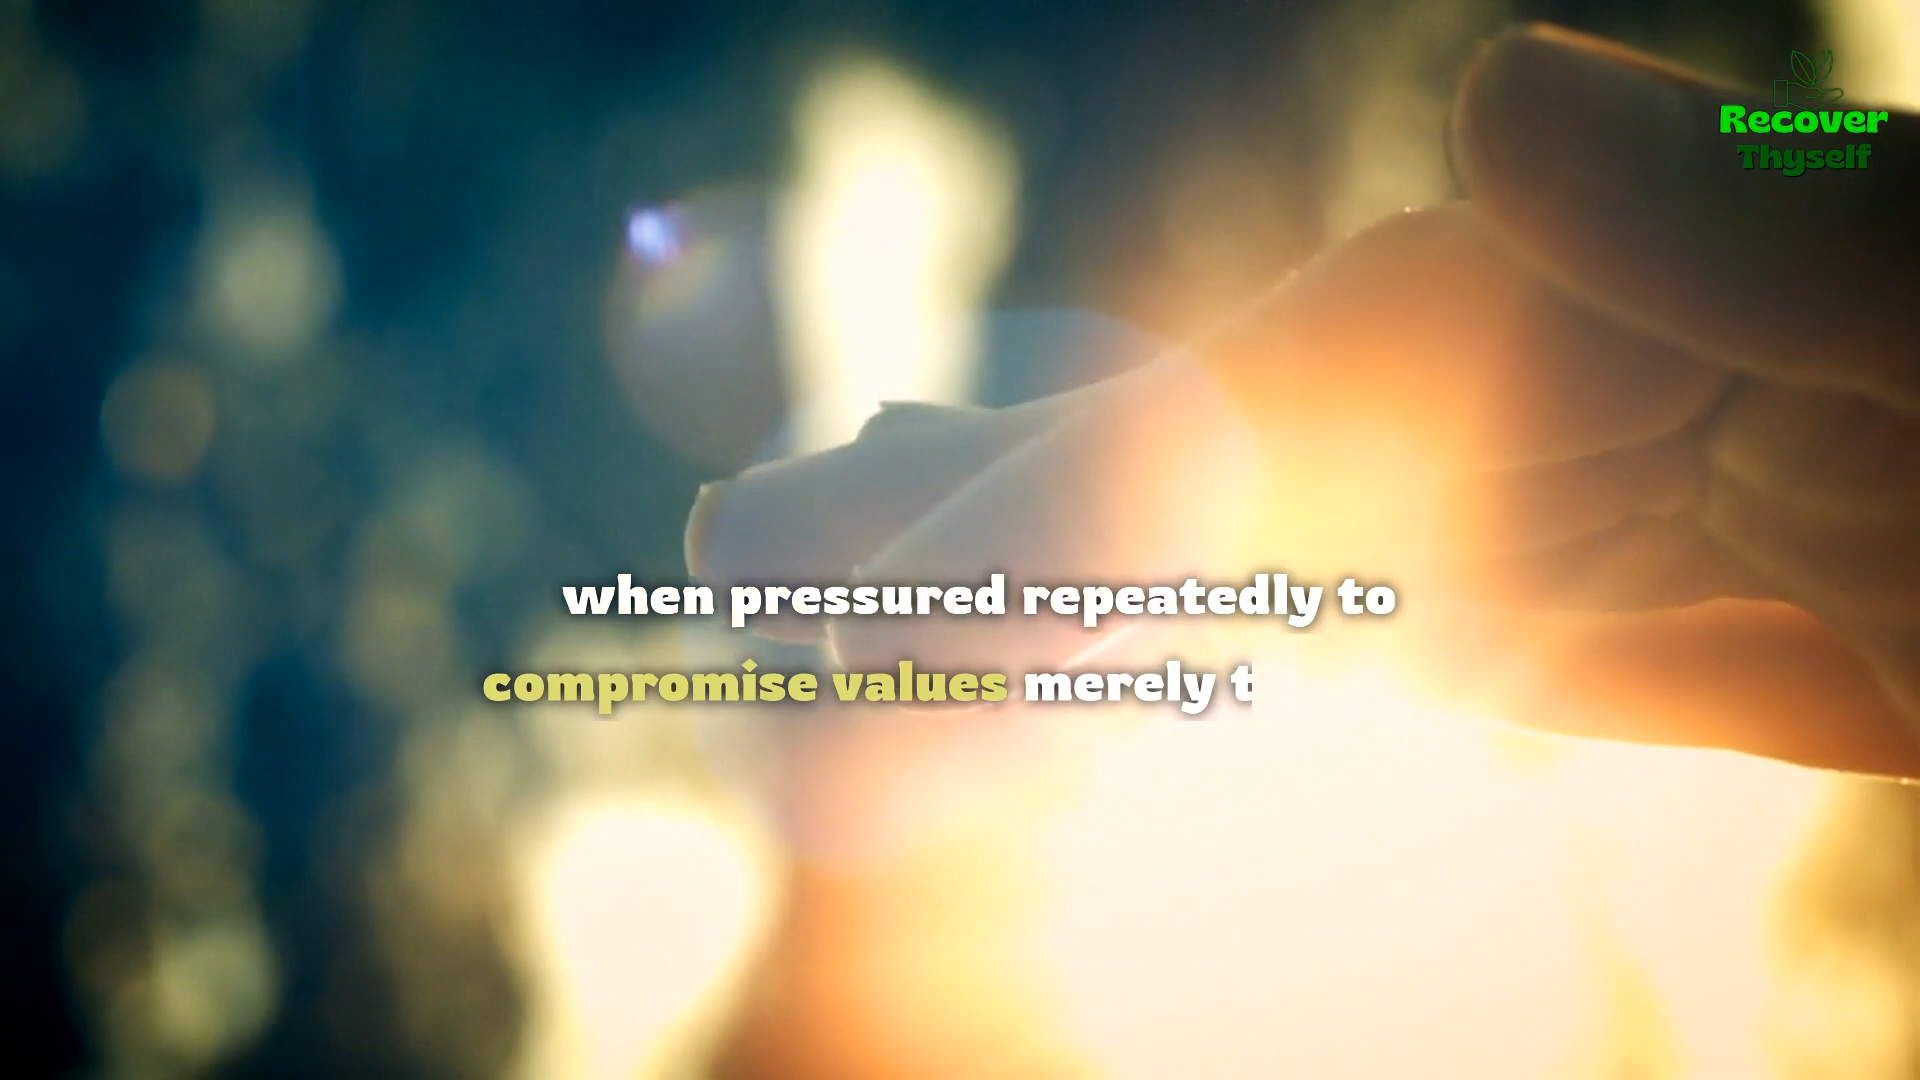 Recover
Thyself
when pressured repeatedly to
compromise values merely t